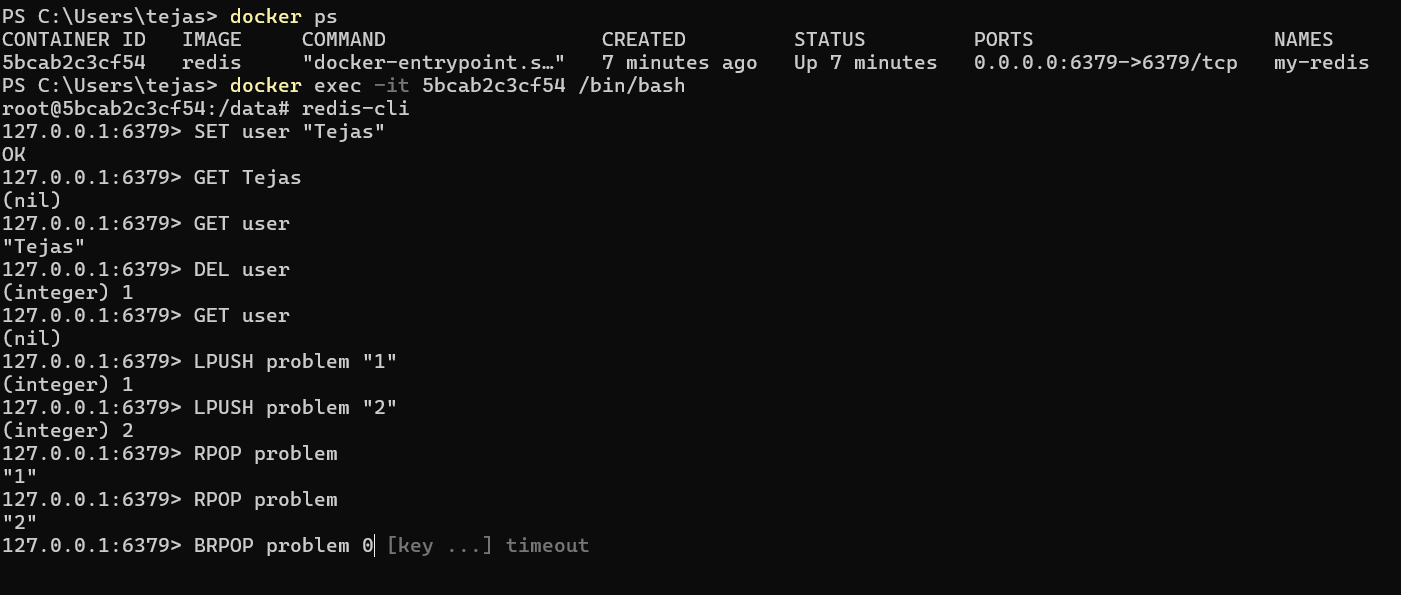 PS C:\Users\tejas> docker ps
CONTAINER ID   IMAGE     COMMAND                  CREATED         STATUS         PORTS                    NAMES
5bcab2c3cf54   redis     "docker-entrypoint.s…"   7 minutes ago   Up 7 minutes   0.0.0.0:6379->6379/tcp   my-redis
PS C:\Users\tejas> docker exec -it 5bcab2c3cf54 /bin/bash
root@5bcab2c3cf54:/data# redis-cli
127.0.0.1:6379> SET user "Tejas"
OK
127.0.0.1:6379> GET Tejas
(nil)
127.0.0.1:6379> GET user
"Tejas"
127.0.0.1:6379> DEL user
(integer) 1
127.0.0.1:6379> GET user
(nil)
127.0.0.1:6379> LPUSH problem "1"
(integer) 1
127.0.0.1:6379> LPUSH problem "2"
(integer) 2
127.0.0.1:6379> RPOP problem
"1"
127.0.0.1:6379> RPOP problem
"2"
127.0.0.1:6379> BRPOP problem 0 [key ...] timeout